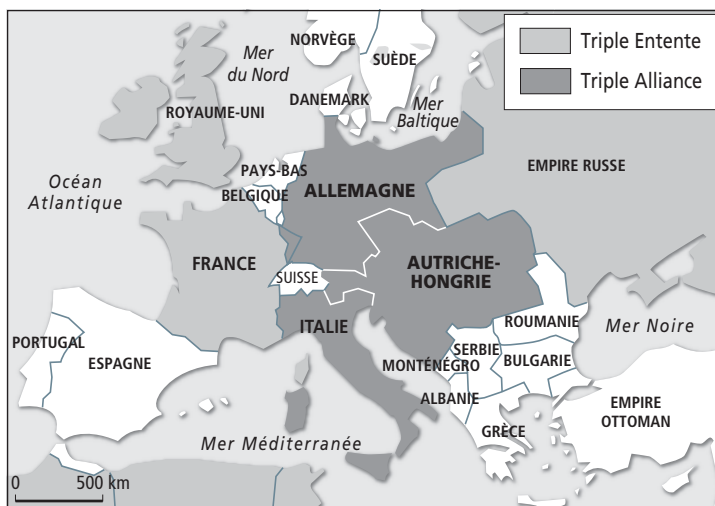 Triple Entente
Triple Alliance
NORVÈGE
SUÈDE
Mer
du Nord
DANEMARK
Mer
Baltique
ROYAUME-UNI
EMPIRE RUSSE
PAYS-BAS
Océan
Atlantique
BELGIQUE
ALLEMAGNE
FRANCE
SUISSE
AUTRICHE-
HONGRIE
ITALIE
ROUMANIE
Mer Noire
PORTUGAL
ESPAGNE
SERBIE
BULGARIE
MONTÉNÉGRO
ALBANIE
EMPIRE
OTTOMAN
GRÈCE
Mer Méditerranée
0 500 km